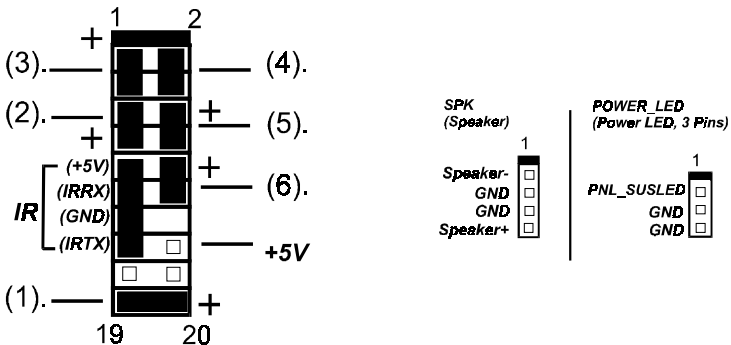 1 2
+
(3). (4).
(2). +
+ (5).
(+5V) +
(IRRX) (6).
IR (GND)
(IRTX) +5V
(1). +
19 20
SPK
(Speaker)
1
Speaker-
GND
GND
Speaker+
POWER_LED
(Power LED, 3 Pins)
1
PNL_SUSLED
GND
GND